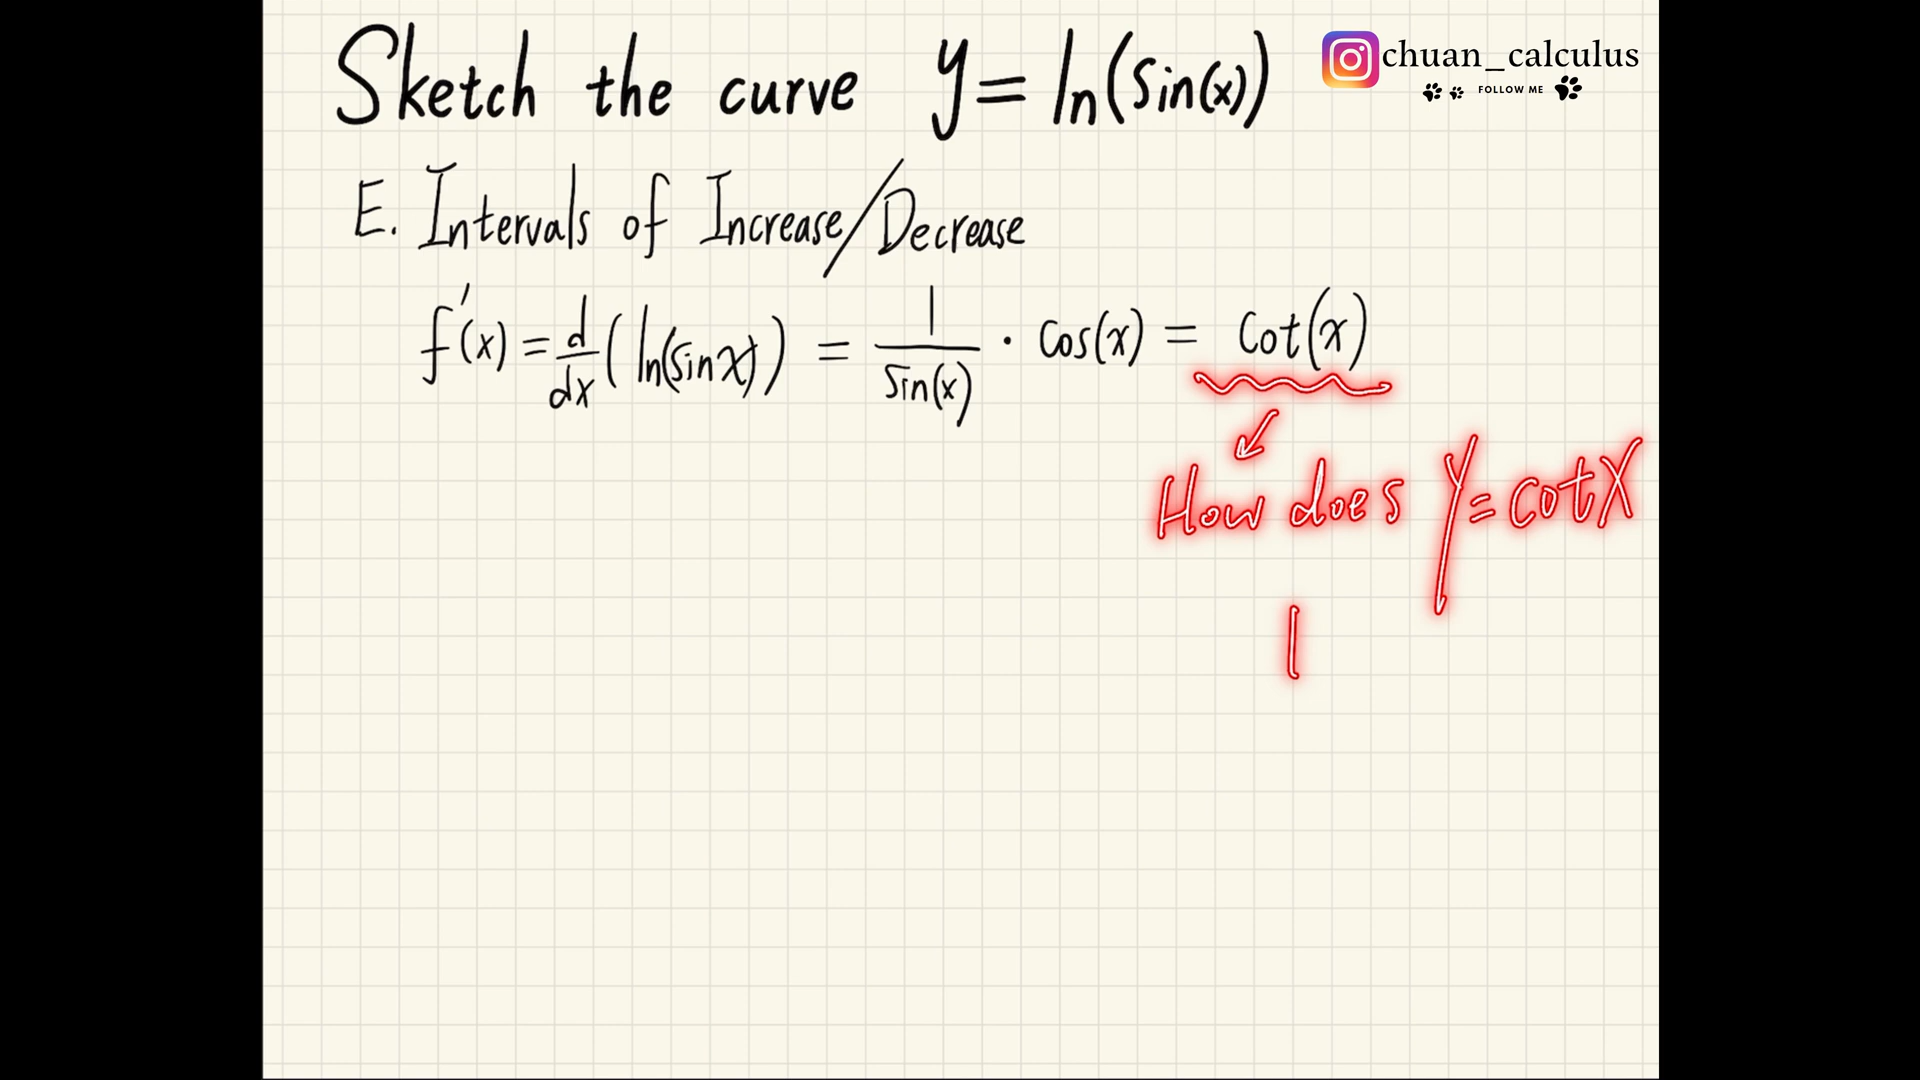 Sketch the curve y = ln(sin(x))
chuan_calculus
FOLLOW ME
E. Intervals of Increase/Decrease
f'(x) = d/dx ( ln(sin x) ) = 1/sin(x) · cos(x) = cot(x)
How does y = cot x
l